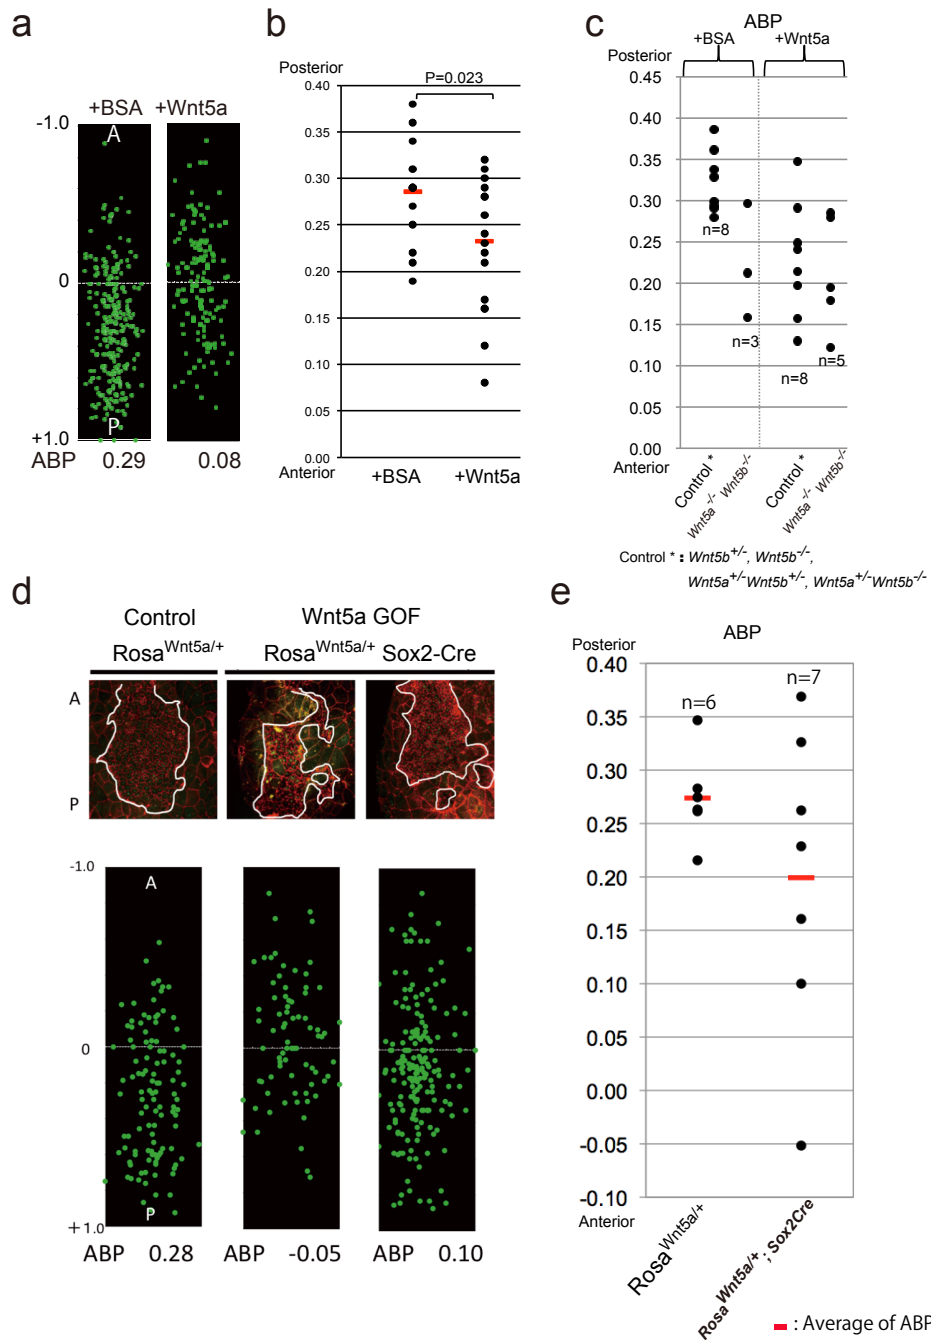 a
+BSA +Wnt5a
-1.0
A
0
P
+1.0
ABP 0.29 0.08
b
Posterior
P=0.023
0.40
0.35
0.30
0.25
0.20
0.15
0.10
0.05
0.00
Anterior
+BSA +Wnt5a
c
ABP
+BSA +Wnt5a
Posterior
0.45
0.40
0.35
0.30
0.25
0.20
0.15
0.10
0.05
0.00
Anterior
n=8
n=3
n=8
n=5
Control *
Wnt5a-/- Wnt5b-/-
Control *
Wnt5a-/- Wnt5b-/-
Control * : Wnt5b+/-, Wnt5b-/-,
Wnt5a+/-Wnt5b+/-, Wnt5a+/-Wnt5b-/-
d
Control Wnt5a GOF
RosaWnt5a/+ RosaWnt5a/+ Sox2-Cre
A
P
-1.0
A
0
P
+1.0
ABP 0.28 ABP -0.05 0.10
e
ABP
Posterior
0.40
0.35
0.30
0.25
0.20
0.15
0.10
0.00
-0.05
-0.10
Anterior
n=6
n=7
RosaWnt5a/+
RosaWnt5a/+; Sox2Cre
: Average of ABP